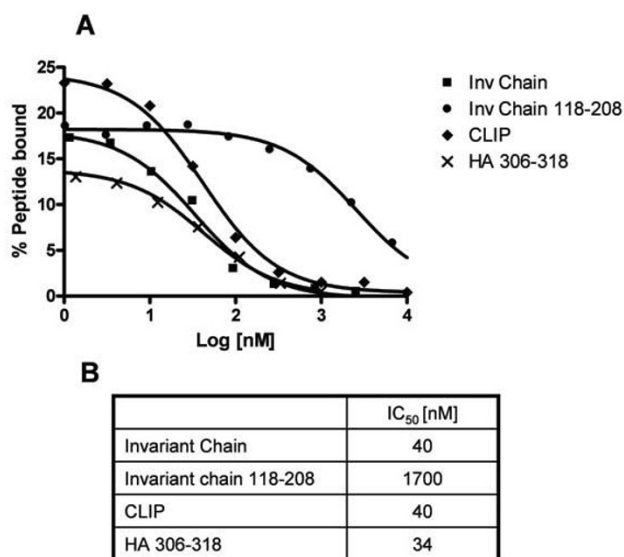 A
25
20
15
10
5
0
% Peptide bound
0 1 2 3 4
Log [nM]
Inv Chain
Inv Chain 118-208
CLIP
HA 306-318
B
IC50 [nM]
Invariant Chain 40
Invariant chain 118-208 1700
CLIP 40
HA 306-318 34